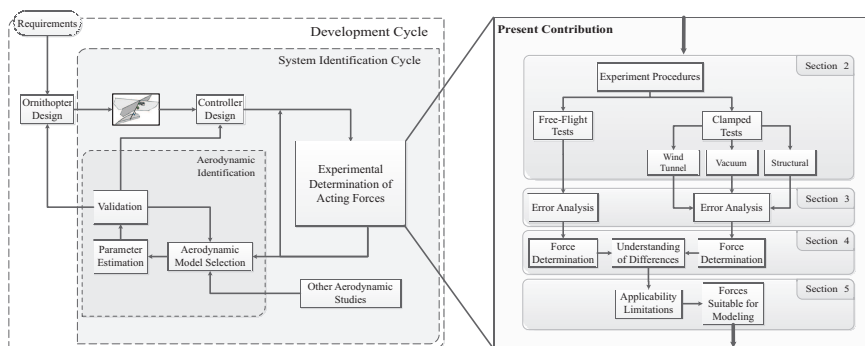 Requirements
Development Cycle
System Identification Cycle
Ornithopter
Design
Controller
Design
Aerodynamic
Identification
Experimental
Determination of
Acting Forces
Validation
Parameter
Estimation
Aerodynamic
Model Selection
Other Aerodynamic
Studies
Present Contribution
Section 2
Experiment Procedures
Free-Flight
Tests
Clamped
Tests
Wind
Tunnel
Vacuum
Structural
Section 3
Error Analysis
Error Analysis
Section 4
Force
Determination
Understanding
of Differences
Force
Determination
Section 5
Applicability
Limitations
Forces
Suitable for
Modeling